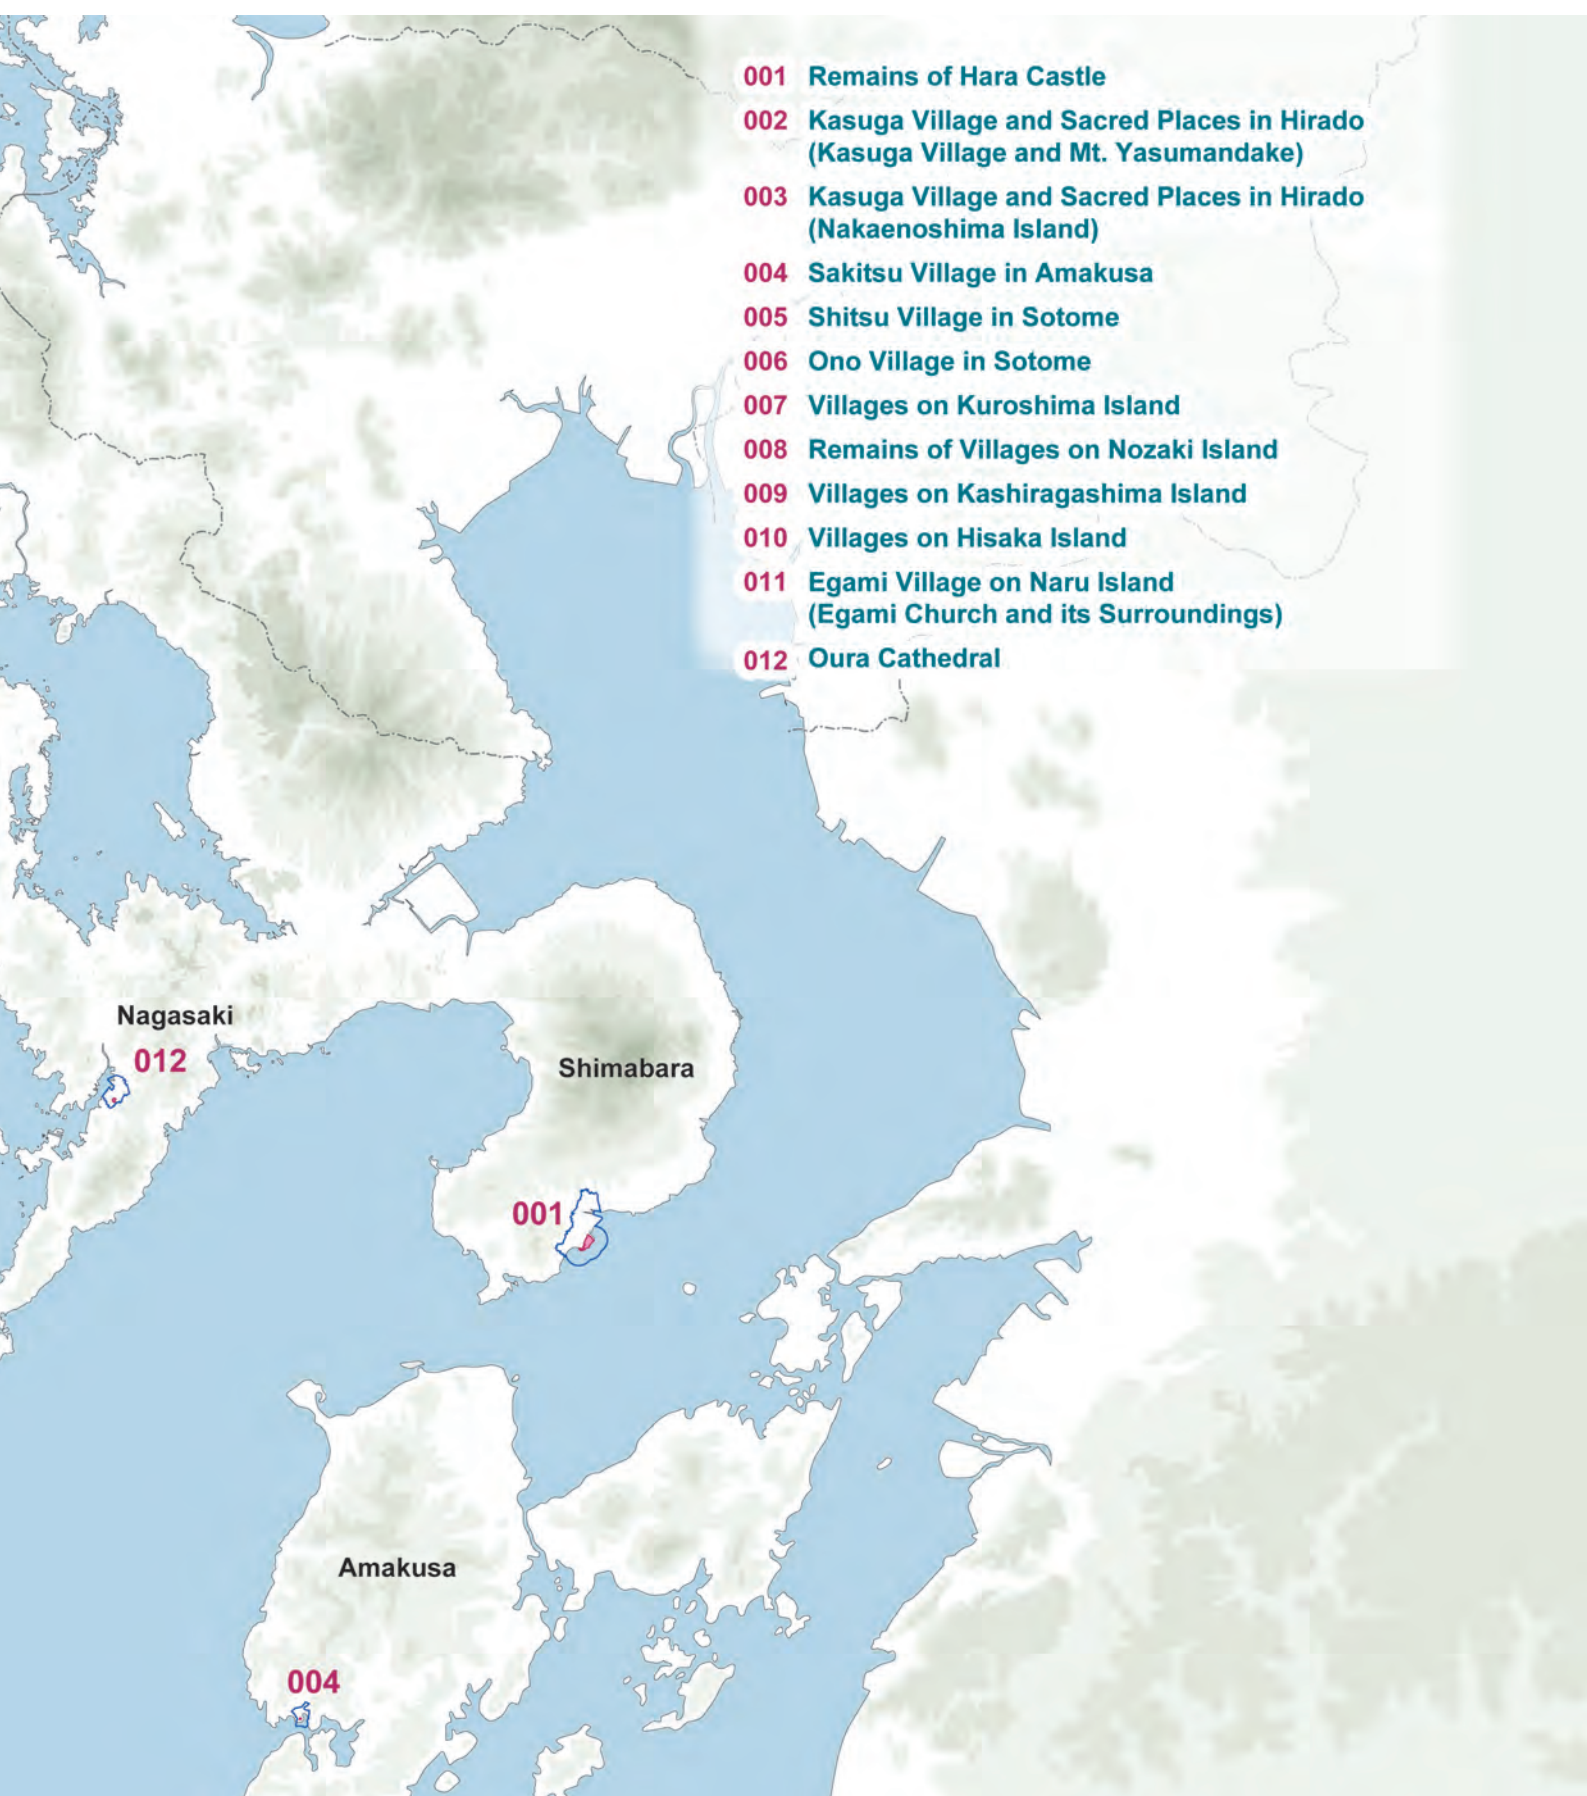 001 Remains of Hara Castle
002 Kasuga Village and Sacred Places in Hirado
(Kasuga Village and Mt. Yasumandake)
003 Kasuga Village and Sacred Places in Hirado
(Nakaenoshima Island)
004 Sakitsu Village in Amakusa
005 Shitsu Village in Sotome
006 Ono Village in Sotome
007 Villages on Kuroshima Island
008 Remains of Villages on Nozaki Island
009 Villages on Kashiragashima Island
010 Villages on Hisaka Island
011 Egami Village on Naru Island
(Egami Church and its Surroundings)
012 Oura Cathedral
Nagasaki
012
Shimabara
001
Amakusa
004